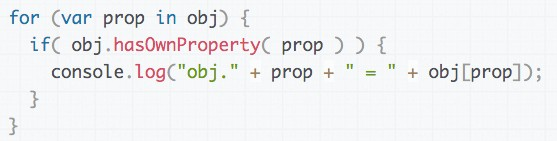 for (var prop in obj) {
  if( obj.hasOwnProperty( prop ) ) {
    console.log("obj." + prop + " = " + obj[prop]);
  }
}